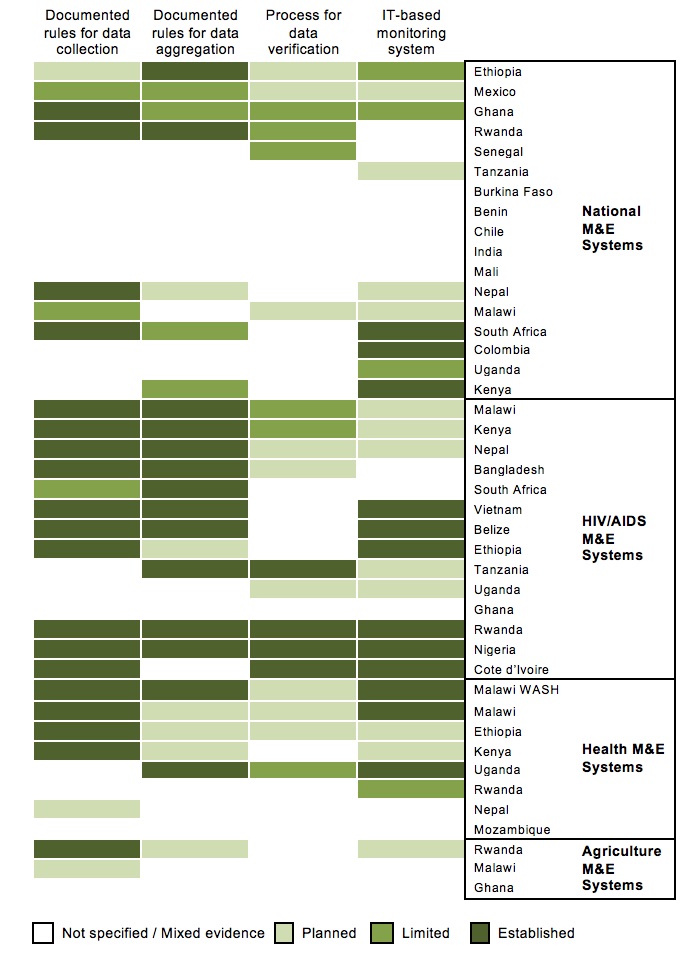 Documented rules for data collection
Documented rules for data aggregation
Process for data verification
IT-based monitoring system
Ethiopia
Mexico
Ghana
Rwanda
Senegal
Tanzania
Burkina Faso
Benin
Chile
India
Mali
Nepal
Malawi
South Africa
Colombia
Uganda
Kenya
National
M&E
Systems
Malawi
Kenya
Nepal
Bangladesh
South Africa
Vietnam
Belize
Ethiopia
Tanzania
Uganda
Ghana
Rwanda
Nigeria
Cote d'Ivoire
HIV/AIDS
M&E
Systems
Malawi WASH
Malawi
Ethiopia
Kenya
Uganda
Rwanda
Nepal
Mozambique
Health M&E
Systems
Rwanda
Malawi
Ghana
Agriculture
M&E
Systems
Not specified / Mixed evidence
Planned
Limited
Established